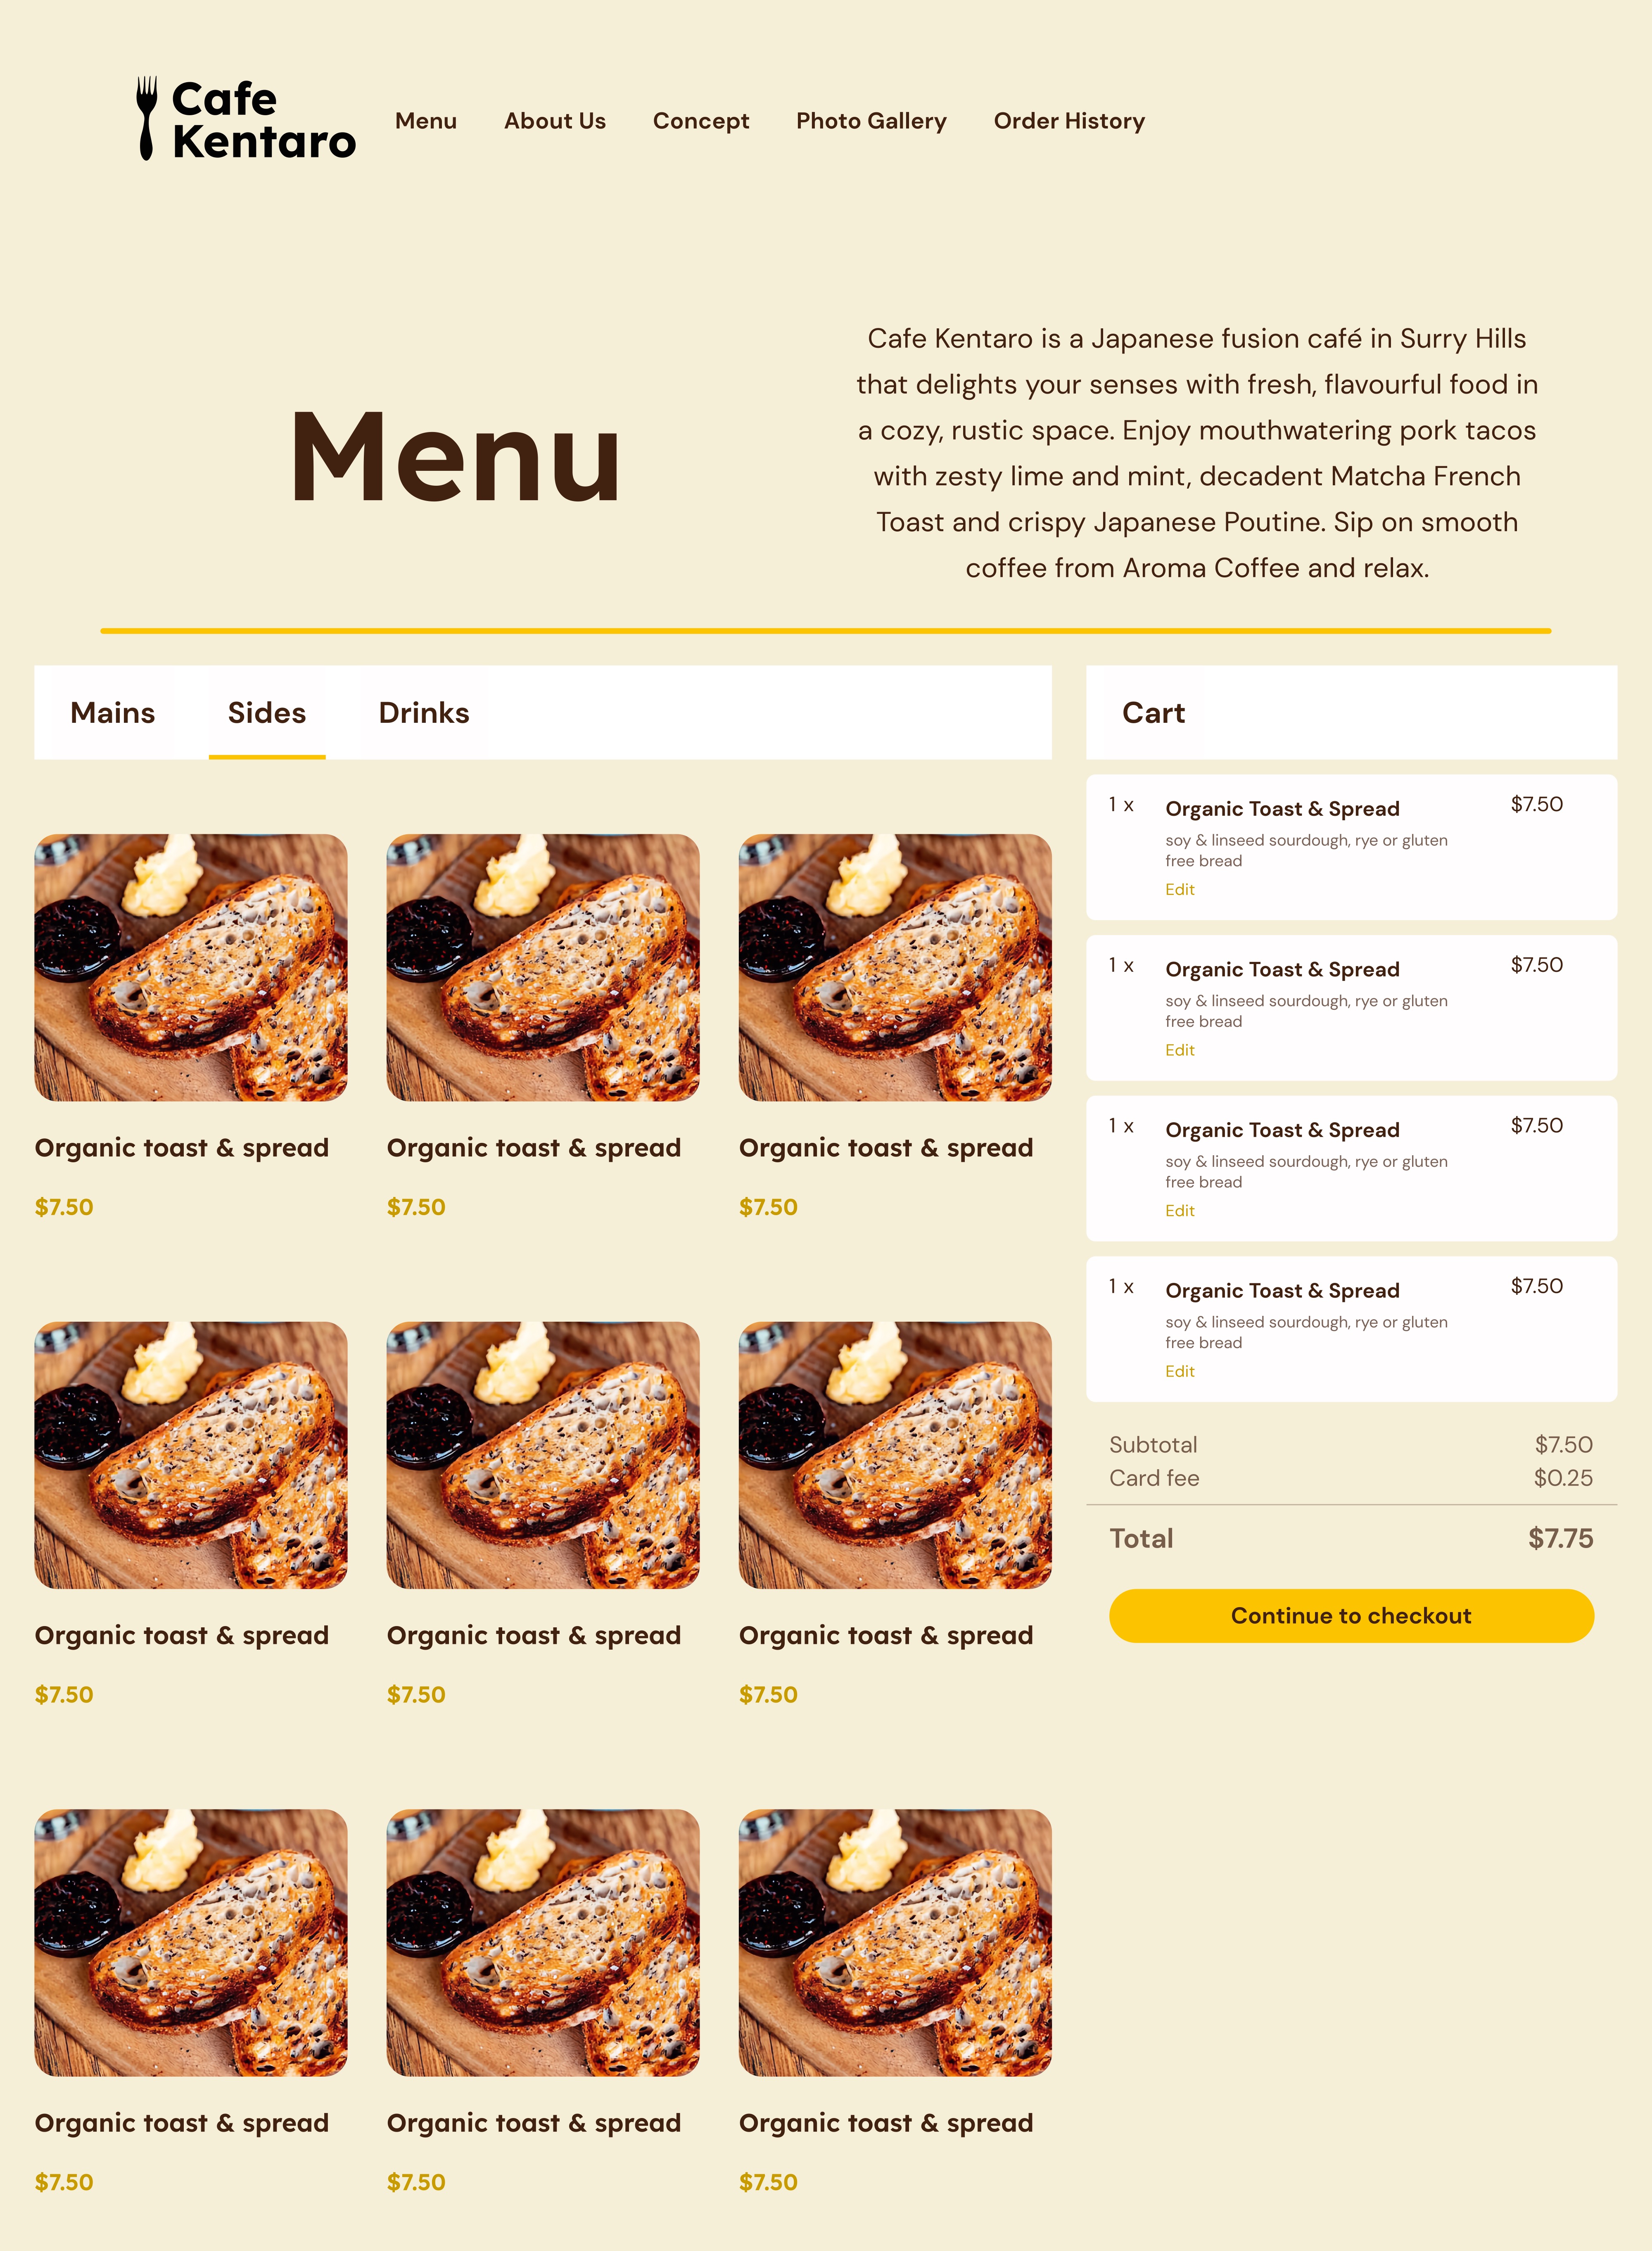 Cafe
Kentaro
Menu
About Us
Concept
Photo Gallery
Order History
Menu
Cafe Kentaro is a Japanese fusion café in Surry Hills
that delights your senses with fresh, flavourful food in
a cozy, rustic space. Enjoy mouthwatering pork tacos
with zesty lime and mint, decadent Matcha French
Toast and crispy Japanese Poutine. Sip on smooth
coffee from Aroma Coffee and relax.
Mains
Sides
Drinks
Organic toast & spread
$7.50
Organic toast & spread
$7.50
Organic toast & spread
$7.50
Organic toast & spread
$7.50
Organic toast & spread
$7.50
Organic toast & spread
$7.50
Organic toast & spread
$7.50
Organic toast & spread
$7.50
Organic toast & spread
$7.50
Cart
1 x Organic Toast & Spread $7.50
soy & linseed sourdough, rye or gluten
free bread
Edit
1 x Organic Toast & Spread $7.50
soy & linseed sourdough, rye or gluten
free bread
Edit
1 x Organic Toast & Spread $7.50
soy & linseed sourdough, rye or gluten
free bread
Edit
1 x Organic Toast & Spread $7.50
soy & linseed sourdough, rye or gluten
free bread
Edit
Subtotal $7.50
Card fee $0.25
Total $7.75
Continue to checkout